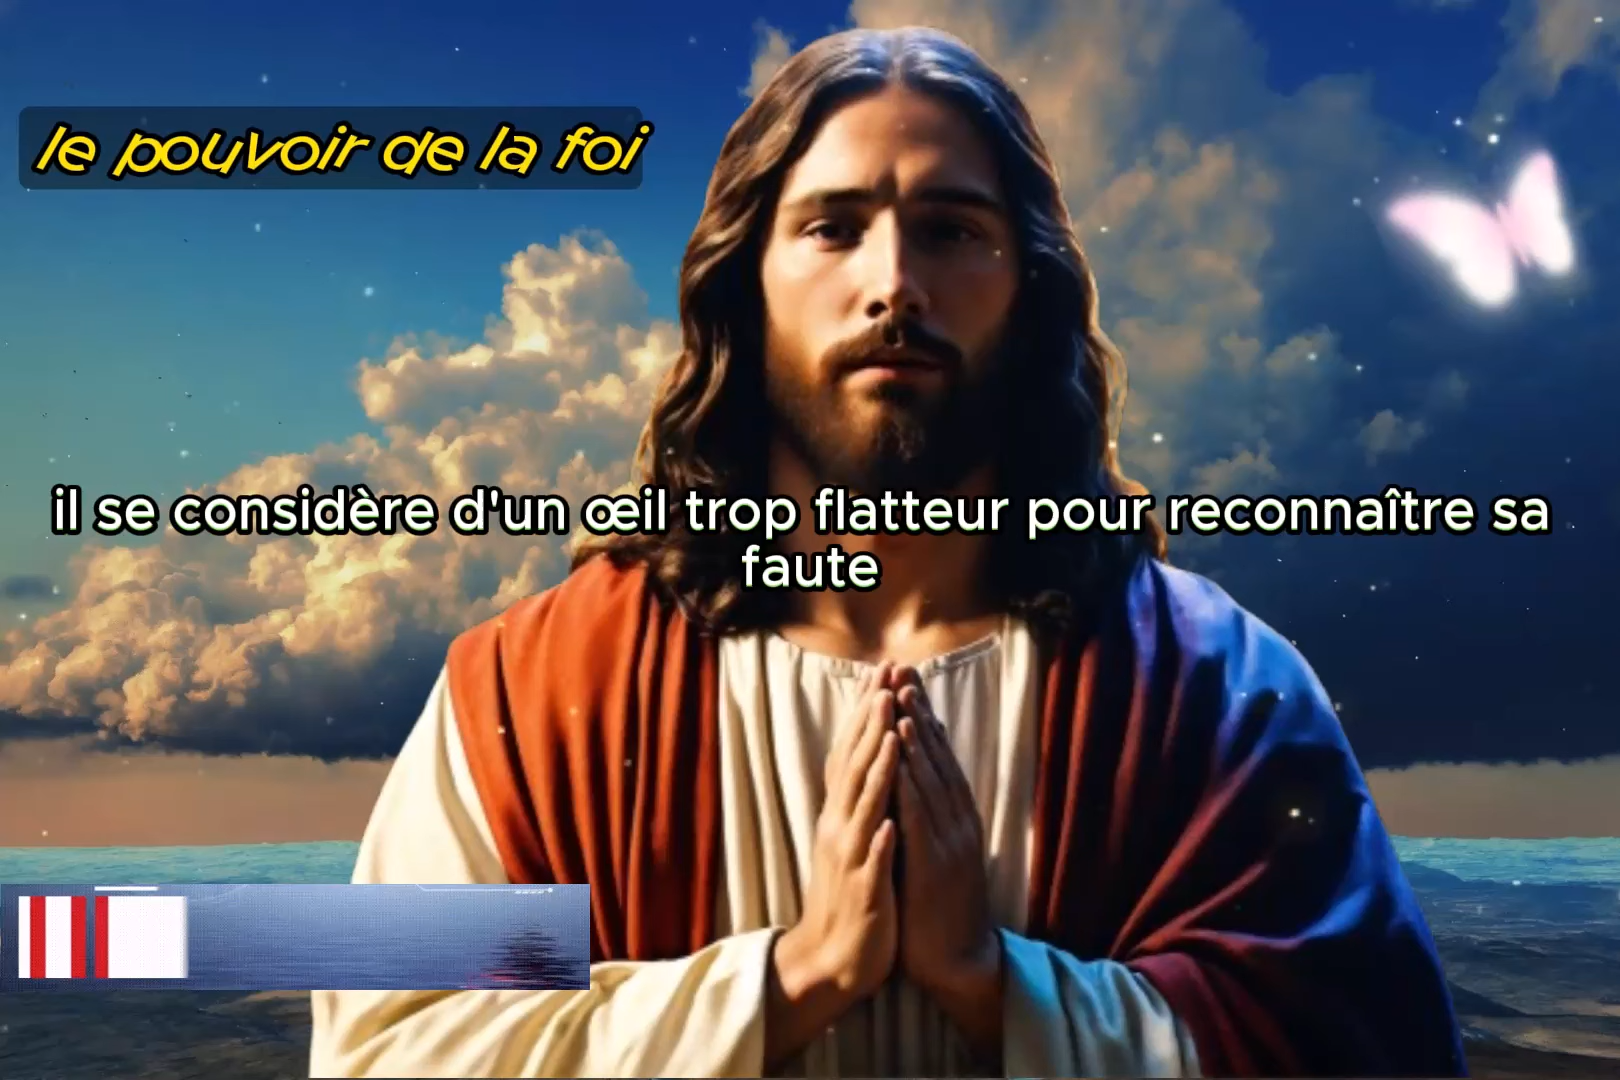 le pouvoir de la foi
il se considère d'un œil trop flatteur pour reconnaître sa
faute